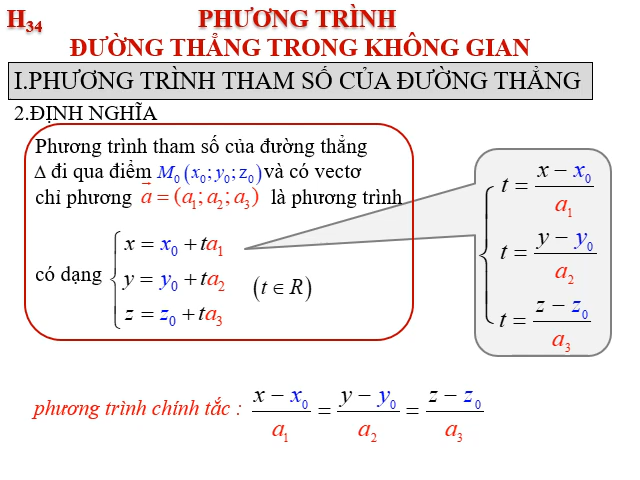 H₃₄ PHƯƠNG TRÌNH
ĐƯỜNG THẲNG TRONG KHÔNG GIAN
I.PHƯƠNG TRÌNH THAM SỐ CỦA ĐƯỜNG THẲNG
2.ĐỊNH NGHĨA
Phương trình tham số của đường thẳng
Δ đi qua điểm M₀(x₀;y₀;z₀)và có vectơ
chỉ phương a⃗ = (a₁;a₂;a₃) là phương trình
có dạng
x = x₀ + ta₁
y = y₀ + ta₂
z = z₀ + ta₃
(t ∈ R)
t = (x − x₀)/a₁
t = (y − y₀)/a₂
t = (z − z₀)/a₃
phương trình chính tắc : (x − x₀)/a₁ = (y − y₀)/a₂ = (z − z₀)/a₃